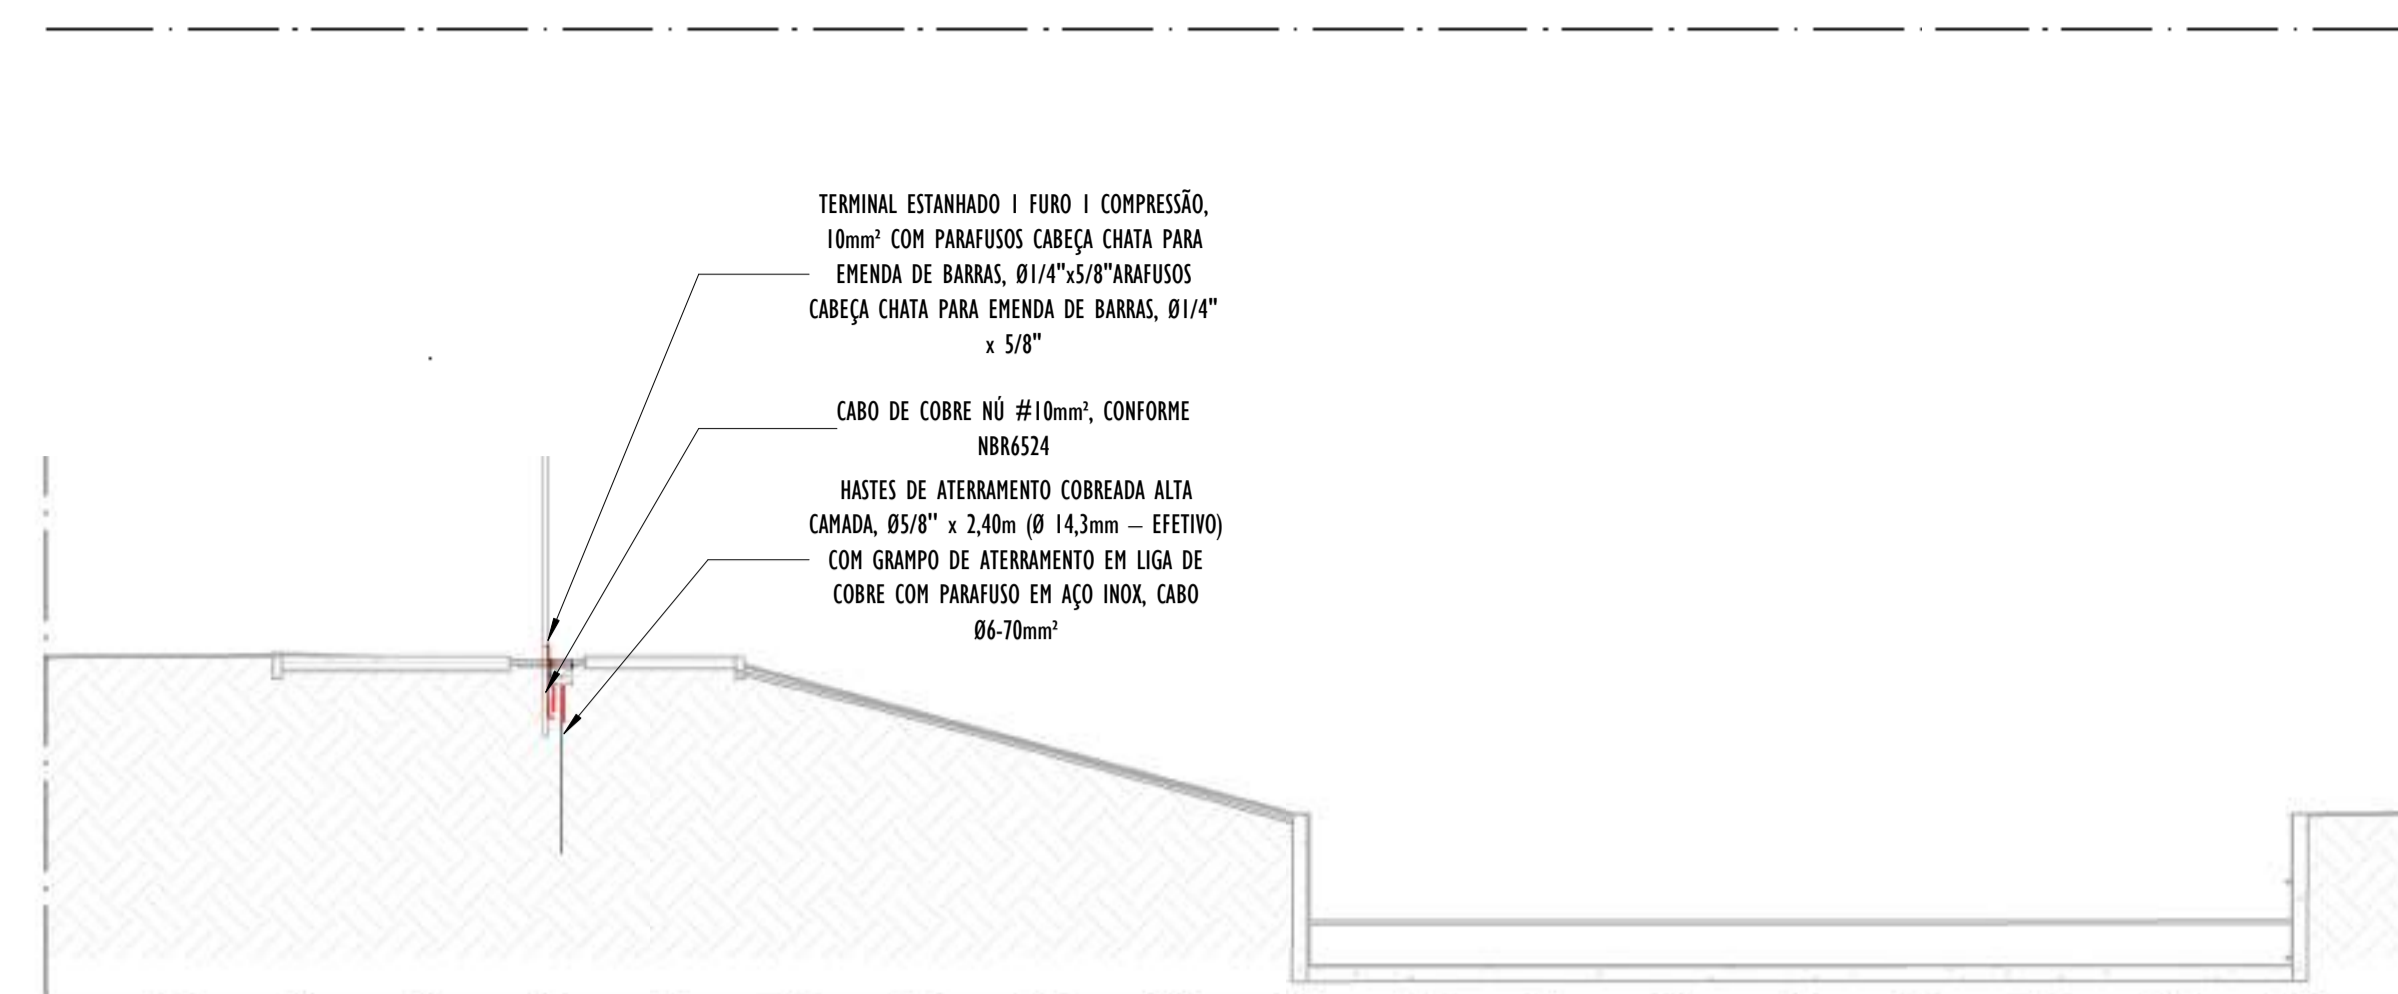 TERMINAL ESTANHADO 1 FURO 1 COMPRESSÃO,
10mm² COM PARAFUSOS CABEÇA CHATA PARA
EMENDA DE BARRAS, Ø1/4"x5/8"ARAFUSOS
CABEÇA CHATA PARA EMENDA DE BARRAS, Ø1/4"
x 5/8"
CABO DE COBRE NÚ #10mm², CONFORME
NBR6524
HASTES DE ATERRAMENTO COBREADA ALTA
CAMADA, Ø5/8'' x 2,40m (Ø 14,3mm – EFETIVO)
COM GRAMPO DE ATERRAMENTO EM LIGA DE
COBRE COM PARAFUSO EM AÇO INOX, CABO
Ø6-70mm²